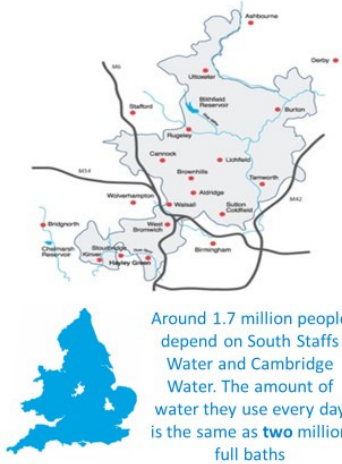 Ashbourne
Derby
Uttoxeter
M6
Blithfield
Reservoir
Stafford
Burton
Rugeley
Cannock
Lichfield
M54
Brownhills
Tamworth
Wolverhampton
Aldridge
M42
Walsall
Sutton
Coldfield
Bridgnorth
West
Bromwich
Birmingham
Chelmarsh
Reservoir
Stourbridge
Kinver
Hayley Green
Around 1.7 million people
depend on South Staffs
Water and Cambridge
Water. The amount of
water they use every day
is the same as two million
full baths